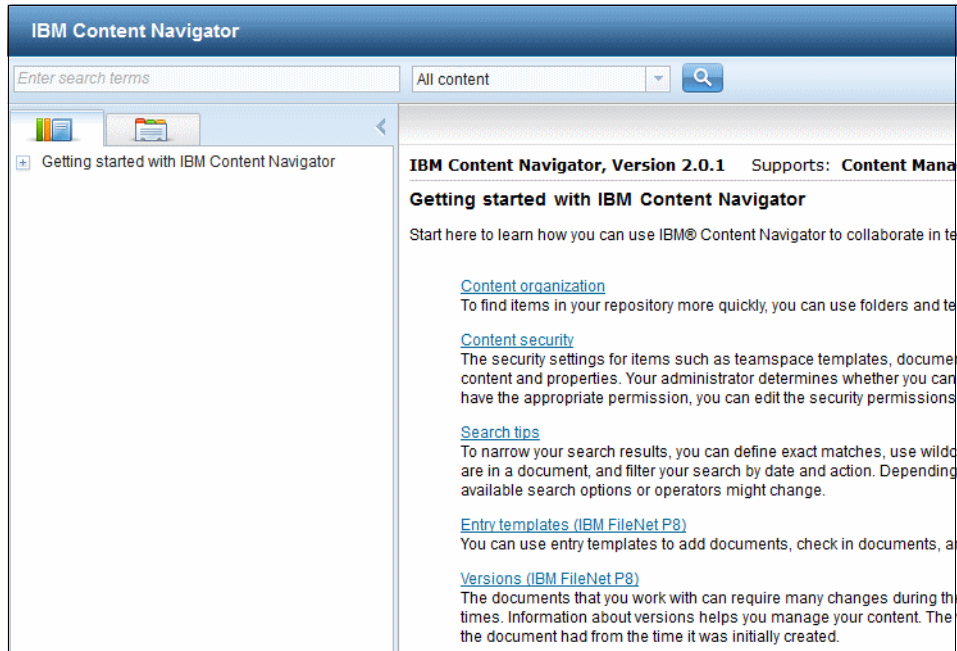 IBM Content Navigator
Enter search terms
All content
Getting started with IBM Content Navigator
IBM Content Navigator, Version 2.0.1 Supports: Content Mana
Getting started with IBM Content Navigator
Start here to learn how you can use IBM® Content Navigator to collaborate in te
Content organization
To find items in your repository more quickly, you can use folders and te
Content security
The security settings for items such as teamspace templates, docume
content and properties. Your administrator determines whether you can
have the appropriate permission, you can edit the security permissions
Search tips
To narrow your search results, you can define exact matches, use wildc
are in a document, and filter your search by date and action. Depending
available search options or operators might change.
Entry templates (IBM FileNet P8)
You can use entry templates to add documents, check in documents, a
Versions (IBM FileNet P8)
The documents that you work with can require many changes during th
times. Information about versions helps you manage your content. The
the document had from the time it was initially created.